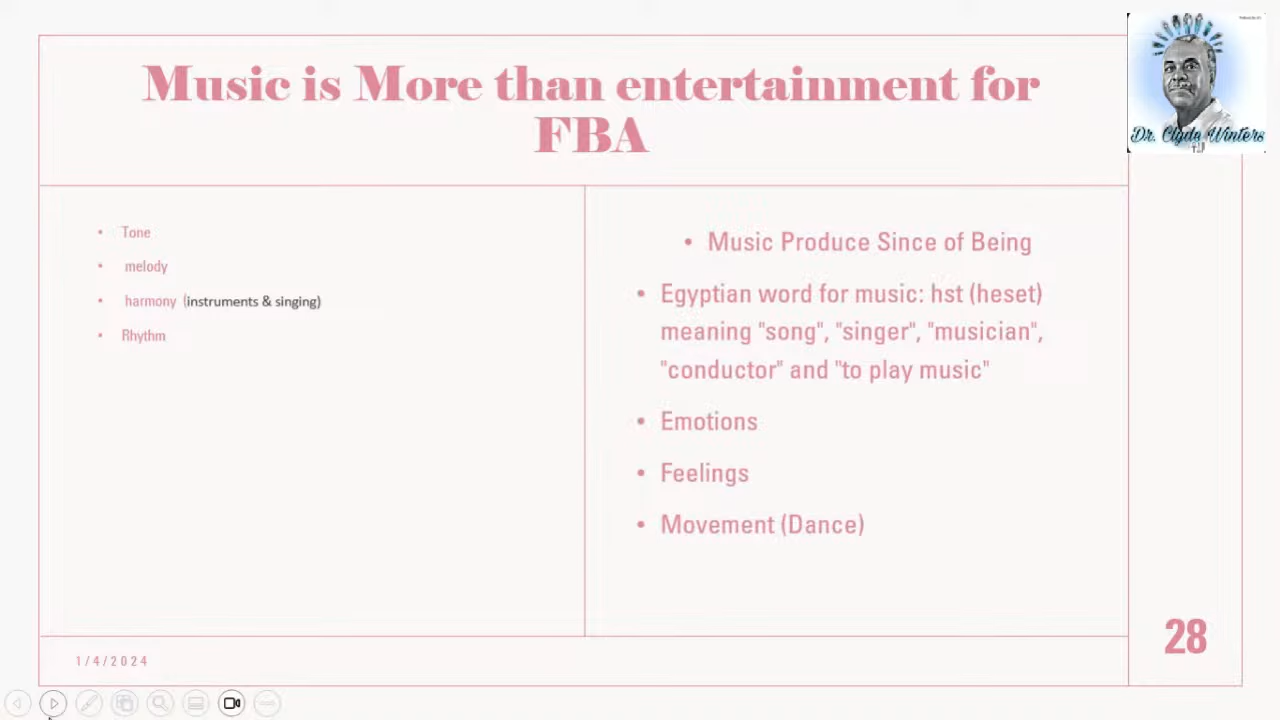 Music is More than entertainment for
FBA
Dr. Clyde Winters
• Tone
• melody
• harmony (instruments & singing)
• Rhythm
• Music Produce Since of Being
• Egyptian word for music: hst (heset)
meaning "song", "singer", "musician",
"conductor" and "to play music"
• Emotions
• Feelings
• Movement (Dance)
28
1/4/2024